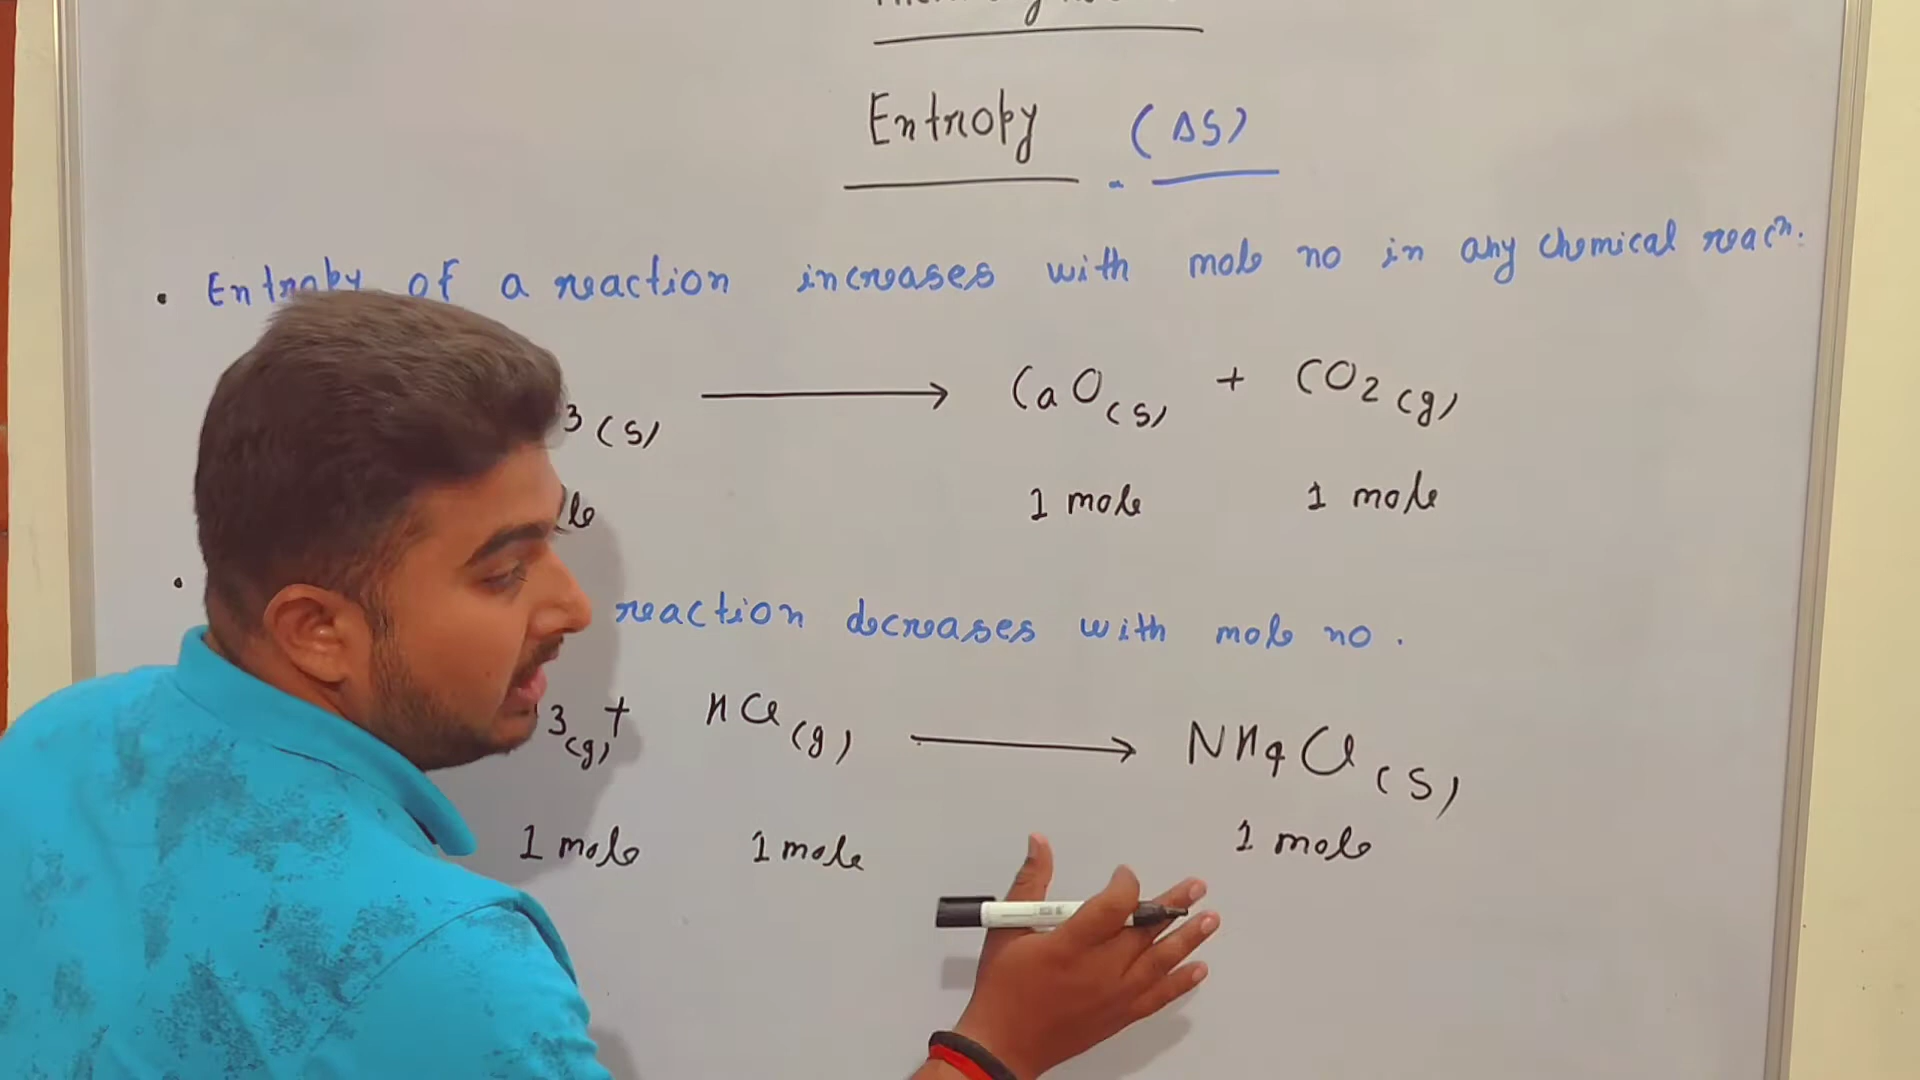 Entropy (ΔS)
• Entropy of a reaction increases with mole no in any chemical reacn.
3(s) ⟶ CaO(s) + CO2(g)
le 1 mole 1 mole
• reaction decreases with mole no.
3(g) + HCl(g) ⟶ NH4Cl(s)
1 mole 1 mole 1 mole